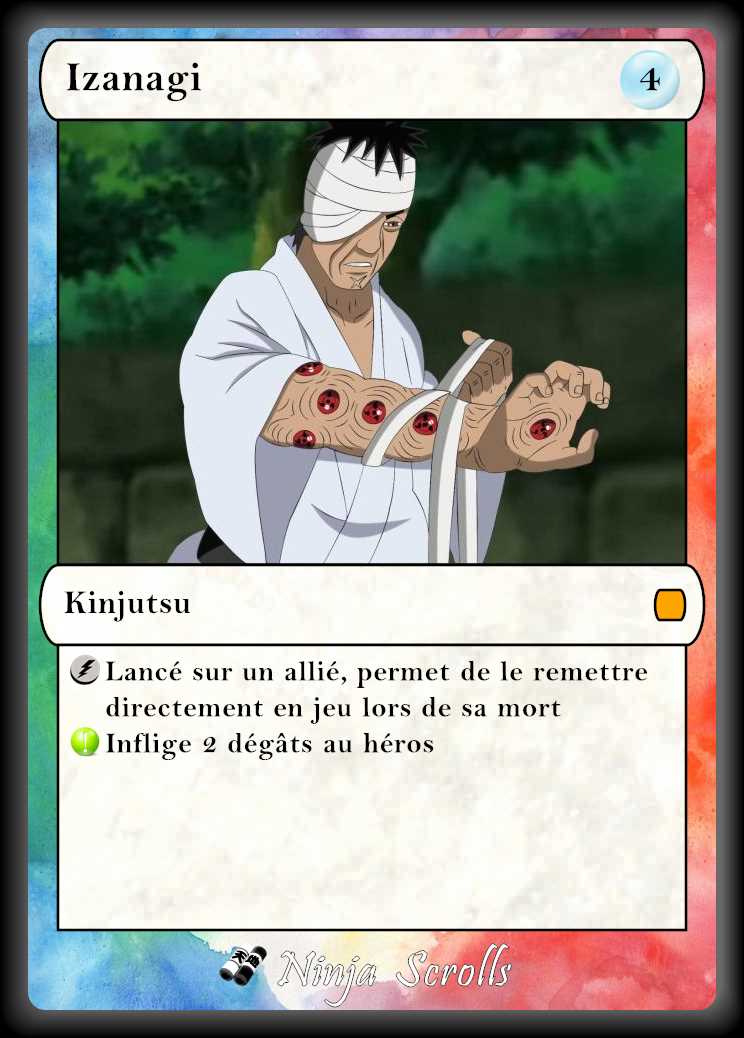 Izanagi
4
Kinjutsu
Lancé sur un allié, permet de le remettre
directement en jeu lors de sa mort
Inflige 2 dégâts au héros
Ninja Scrolls